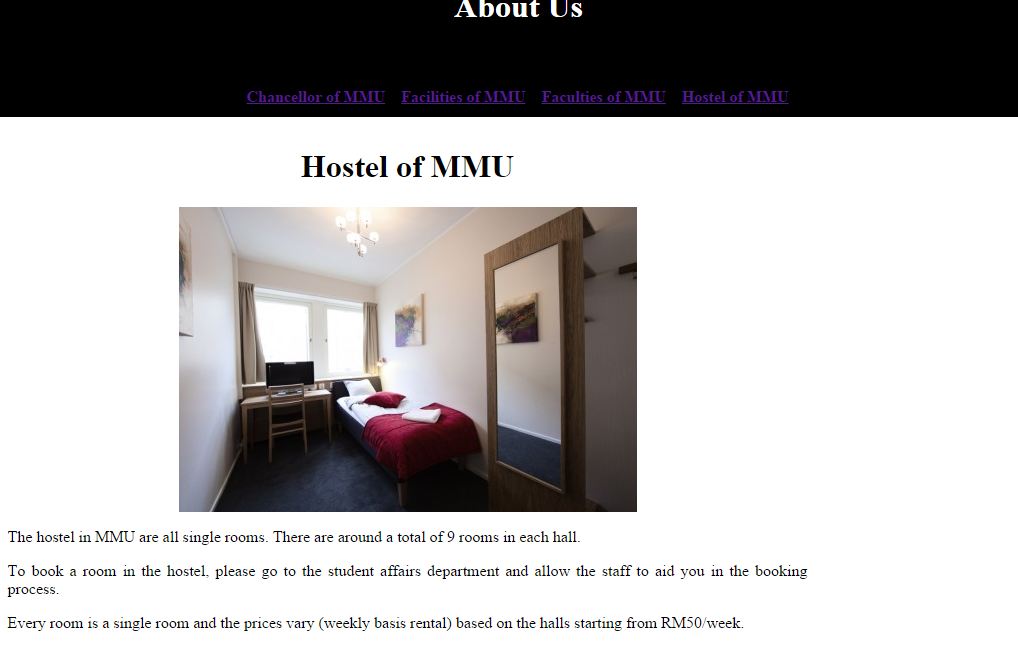 About Us
Chancellor of MMU Facilities of MMU Faculties of MMU Hostel of MMU
Hostel of MMU
The hostel in MMU are all single rooms. There are around a total of 9 rooms in each hall.
To book a room in the hostel, please go to the student affairs department and allow the staff to aid you in the booking
process.
Every room is a single room and the prices vary (weekly basis rental) based on the halls starting from RM50/week.